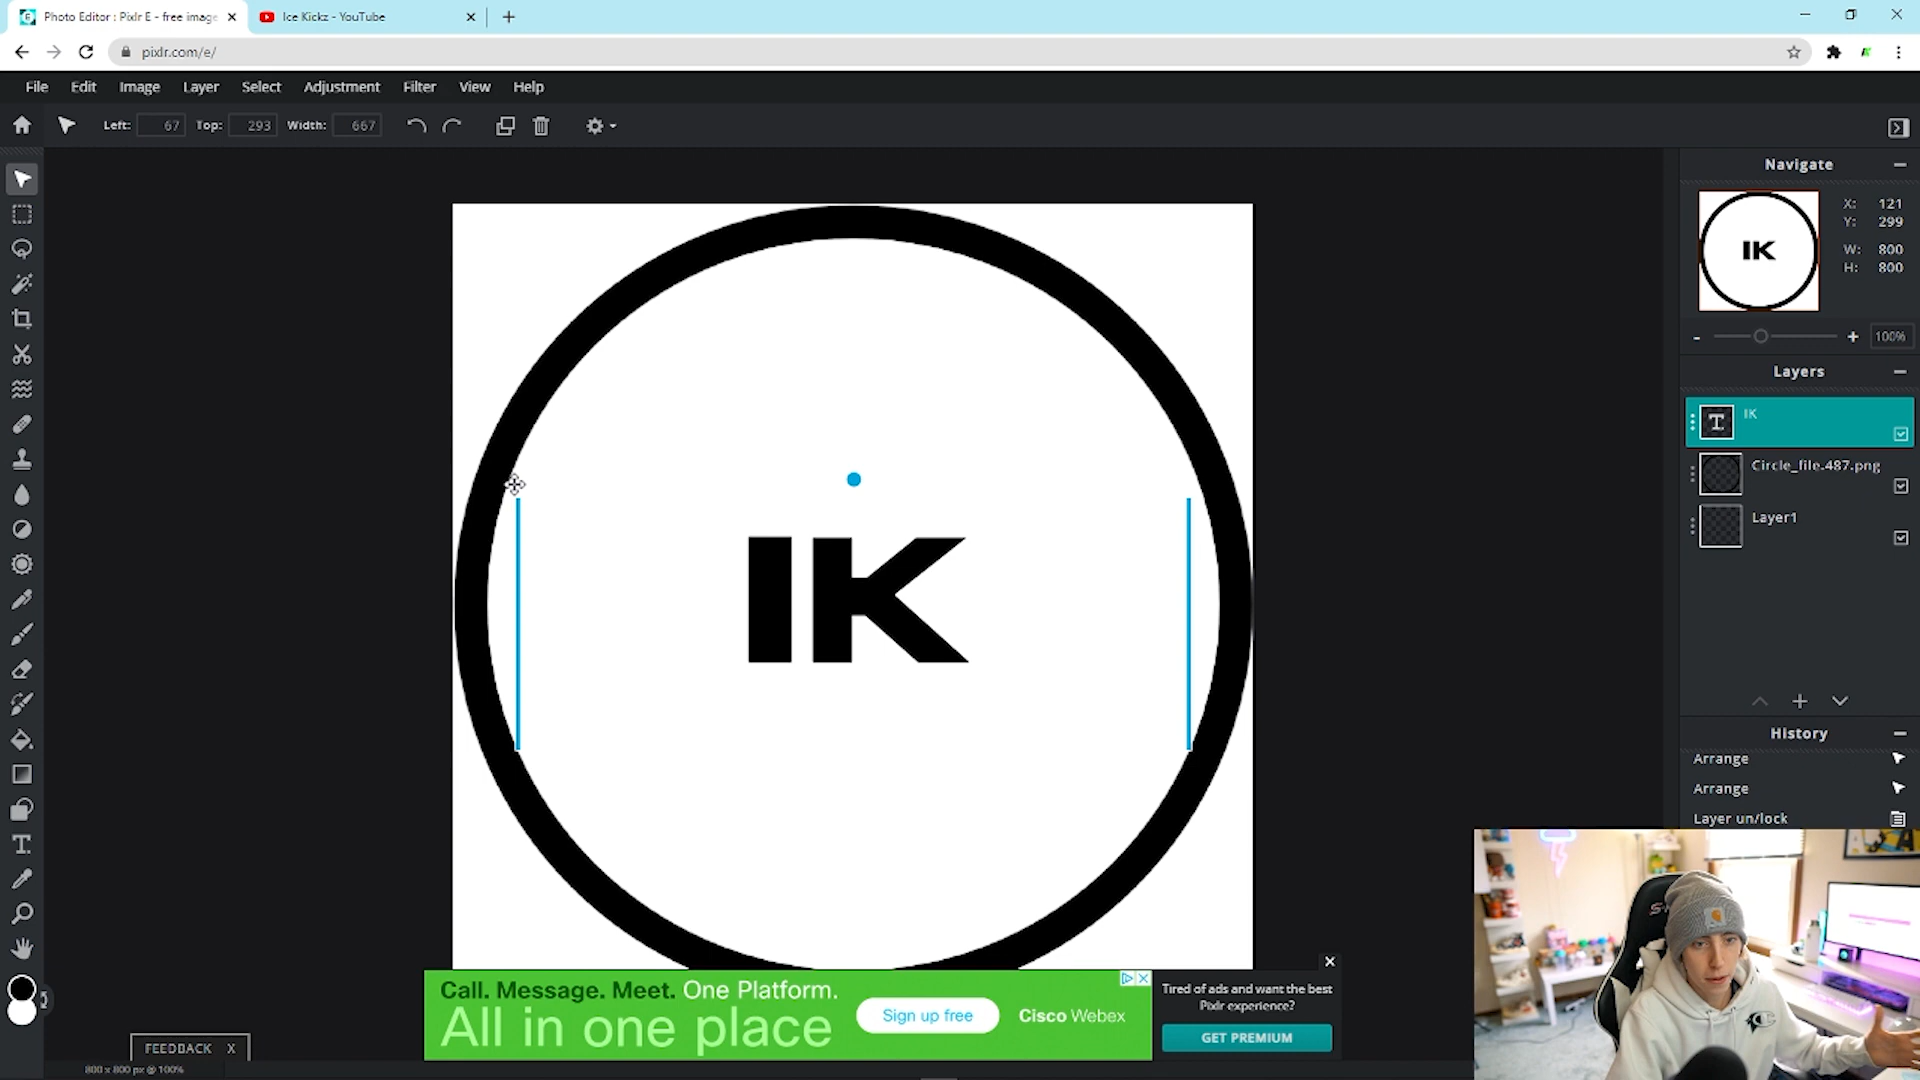 Photo Editor : Pixlr E - free image
Ice Kickz - YouTube
pixlr.com/e/
File Edit Image Layer Select Adjustment Filter View Help
Left: 67 Top: 293 Width: 667
Navigate
X: 121
Y: 299
W: 800
H: 800
IK
- + 100%
Layers
T IK
Circle_file.487.png
Layer1
IK
History
Arrange
Arrange
Layer un/lock
Call. Message. Meet. One Platform.
All in one place
Sign up free
Cisco Webex
Tired of ads and want the best
Pixlr experience?
GET PREMIUM
FEEDBACK X
800 x 800 px @ 100%